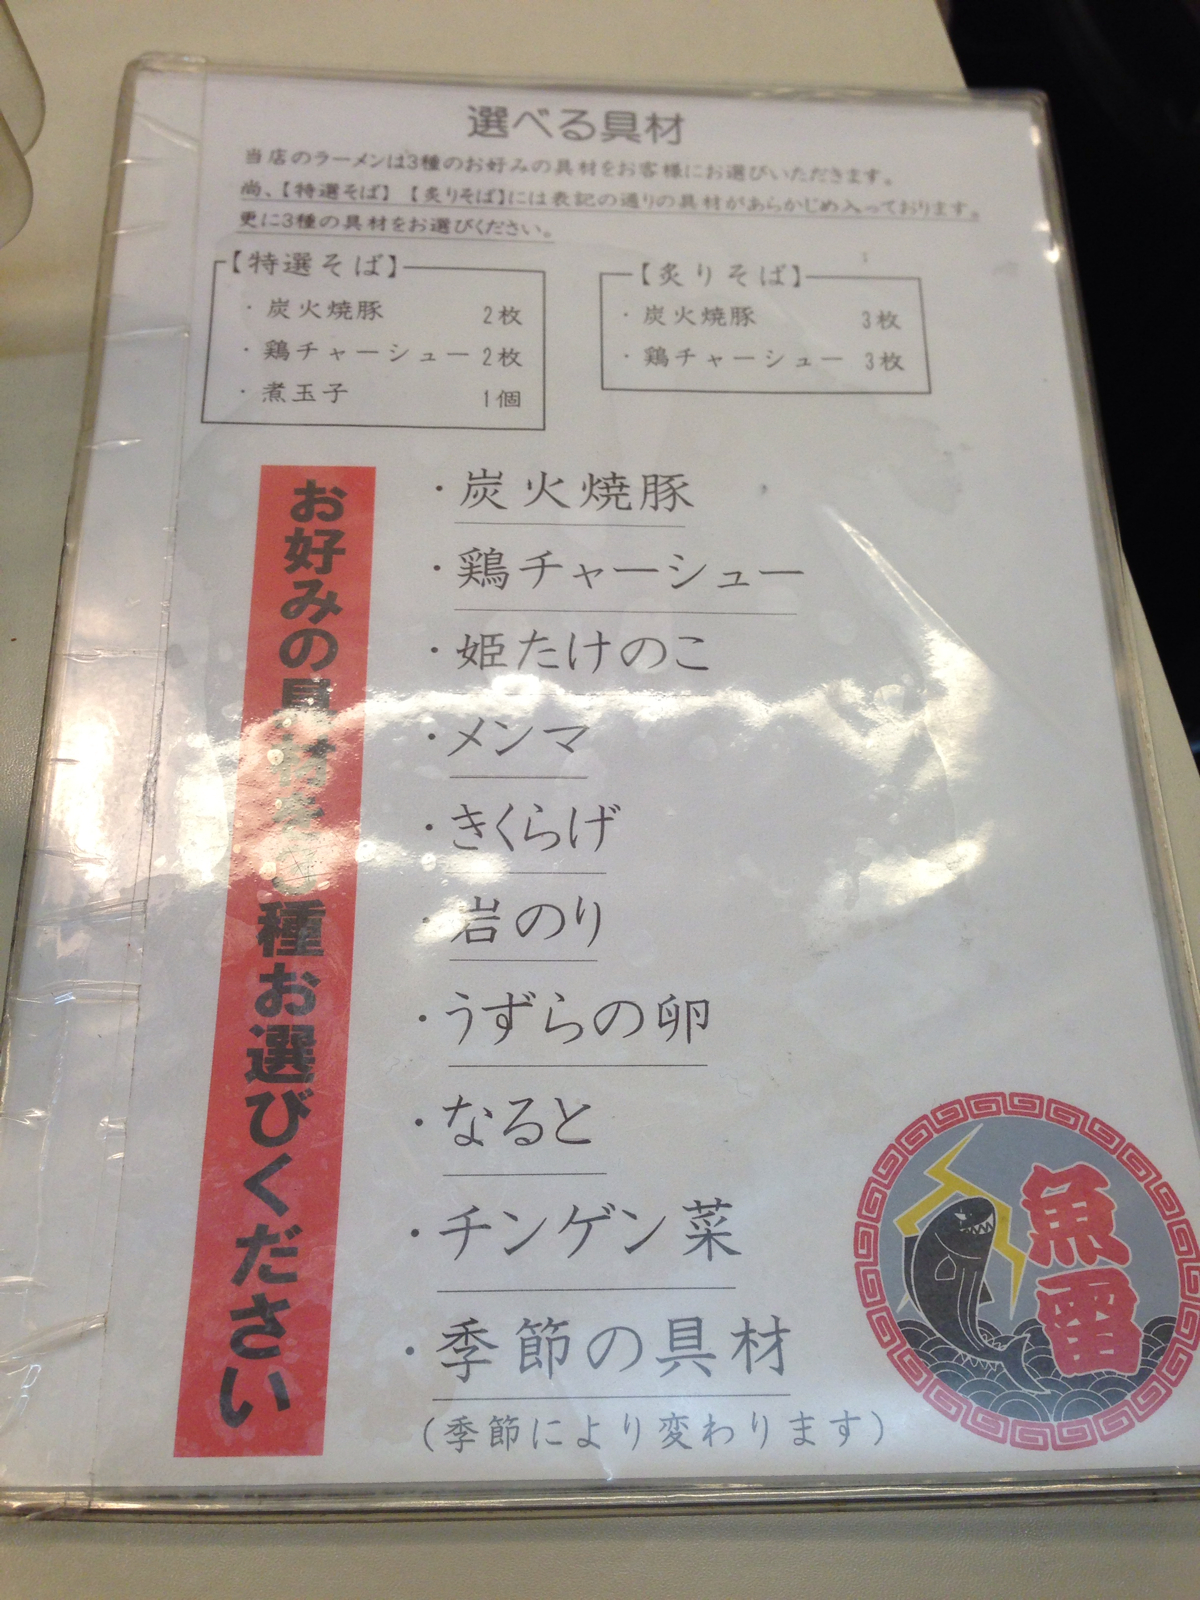 選べる具材
当店のラーメンは3種のお好みの具材をお客様にお選びいただきます。
尚、【特選そば】【炙りそば】には表記の通りの具材があらかじめ入っております。
更に3種の具材をお選びください。
【特選そば】
・炭火焼豚 2枚
・鶏チャーシュー 2枚
・煮玉子 1個
【炙りそば】
・炭火焼豚 3枚
・鶏チャーシュー 3枚
お好みの具材を3種お選びください
・炭火焼豚
・鶏チャーシュー
・姫たけのこ
・メンマ
・きくらげ
・岩のり
・うずらの卵
・なると
・チンゲン菜
・季節の具材
(季節により変わります)
魚雷